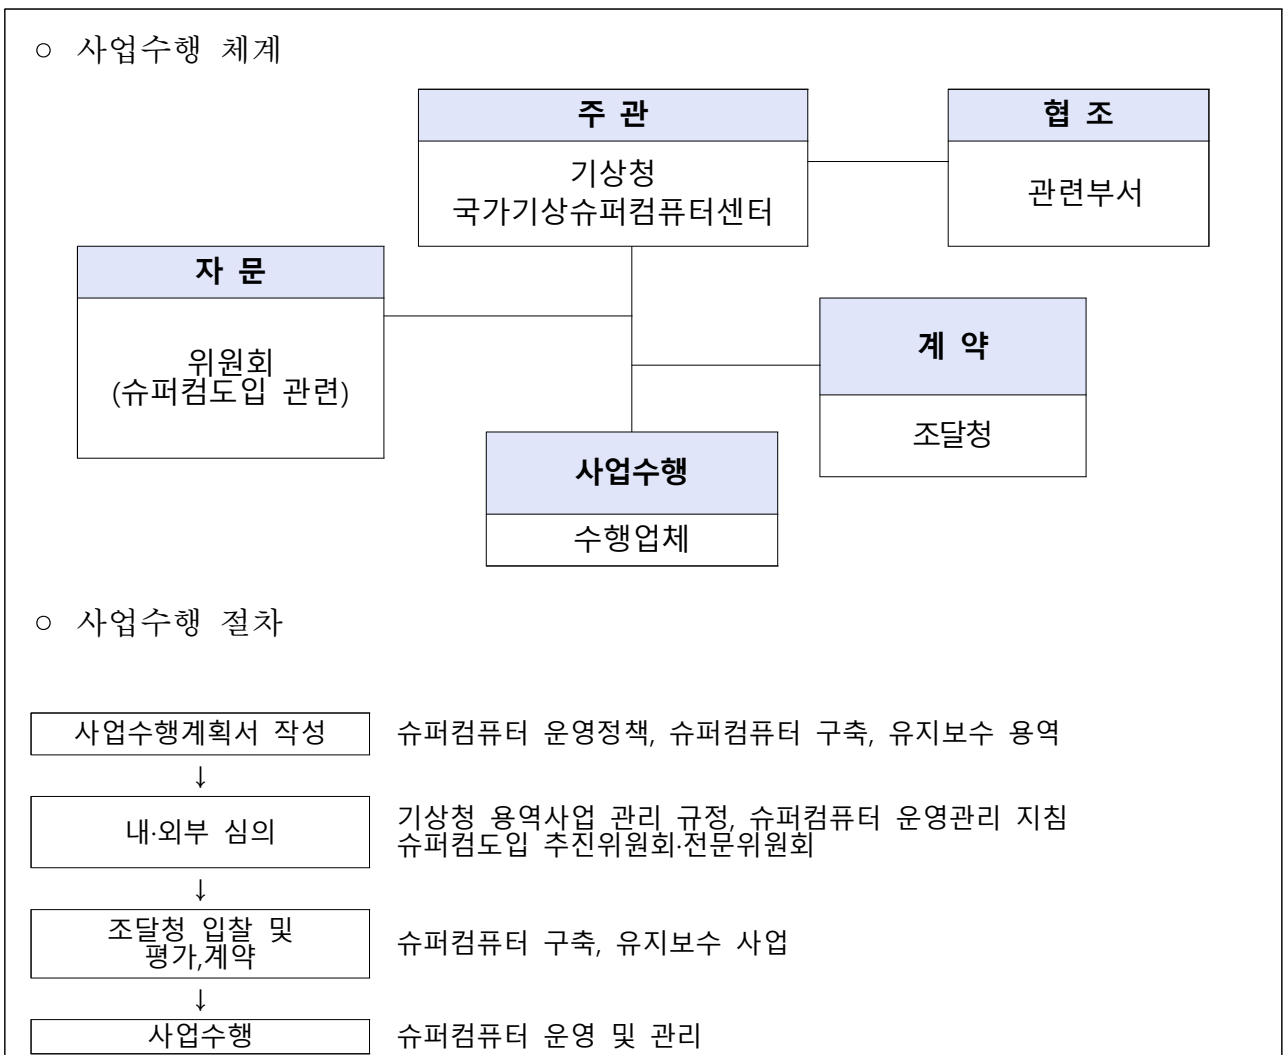 ○ 사업수행 체계
주 관
기상청
국가기상슈퍼컴퓨터센터
협 조
관련부서
자 문
위원회
(슈퍼컴도입 관련)
계 약
조달청
사업수행
수행업체
○ 사업수행 절차
사업수행계획서 작성
슈퍼컴퓨터 운영정책, 슈퍼컴퓨터 구축, 유지보수 용역
↓
내·외부 심의
기상청 용역사업 관리 규정, 슈퍼컴퓨터 운영관리 지침
슈퍼컴도입 추진위원회·전문위원회
↓
조달청 입찰 및
평가,계약
슈퍼컴퓨터 구축, 유지보수 사업
↓
사업수행
슈퍼컴퓨터 운영 및 관리